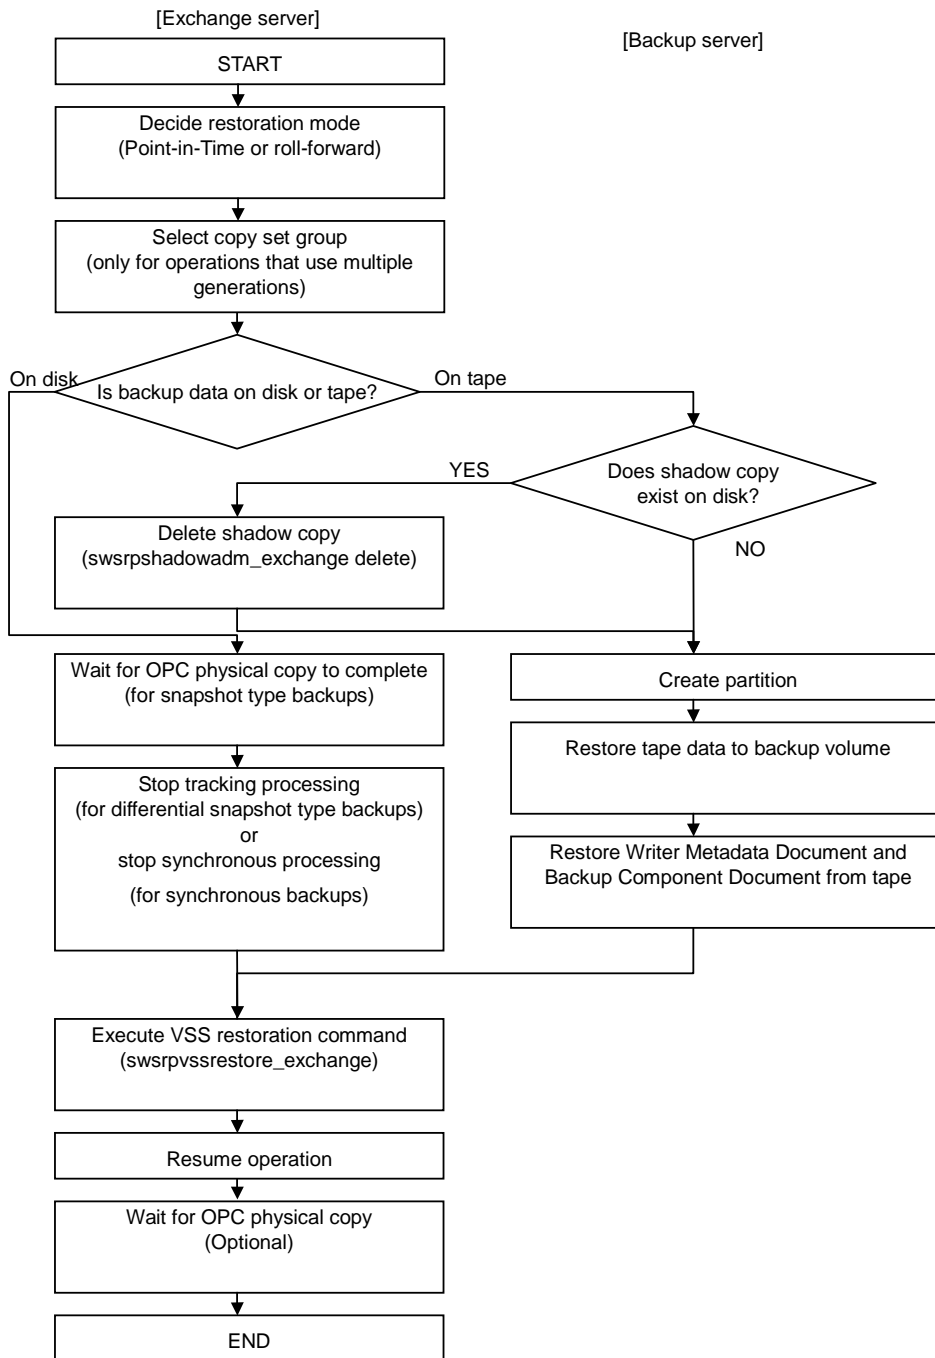 [Exchange server]
[Backup server]
START
Decide restoration mode
(Point-in-Time or roll-forward)
Select copy set group
(only for operations that use multiple
generations)
On disk
Is backup data on disk or tape?
On tape
YES
Does shadow copy
exist on disk?
NO
Delete shadow copy
(swsrpshadowadm_exchange delete)
Wait for OPC physical copy to complete
(for snapshot type backups)
Create partition
Restore tape data to backup volume
Stop tracking processing
(for differential snapshot type backups)
or
stop synchronous processing
(for synchronous backups)
Restore Writer Metadata Document and
Backup Component Document from tape
Execute VSS restoration command
(swsrpvssrestore_exchange)
Resume operation
Wait for OPC physical copy
(Optional)
END